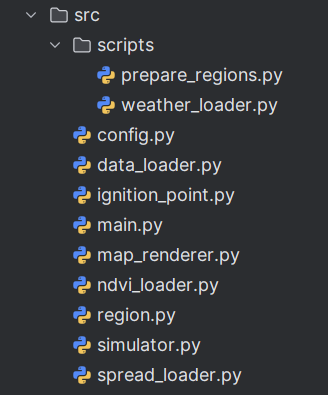 src
scripts
prepare_regions.py
weather_loader.py
config.py
data_loader.py
ignition_point.py
main.py
map_renderer.py
ndvi_loader.py
region.py
simulator.py
spread_loader.py